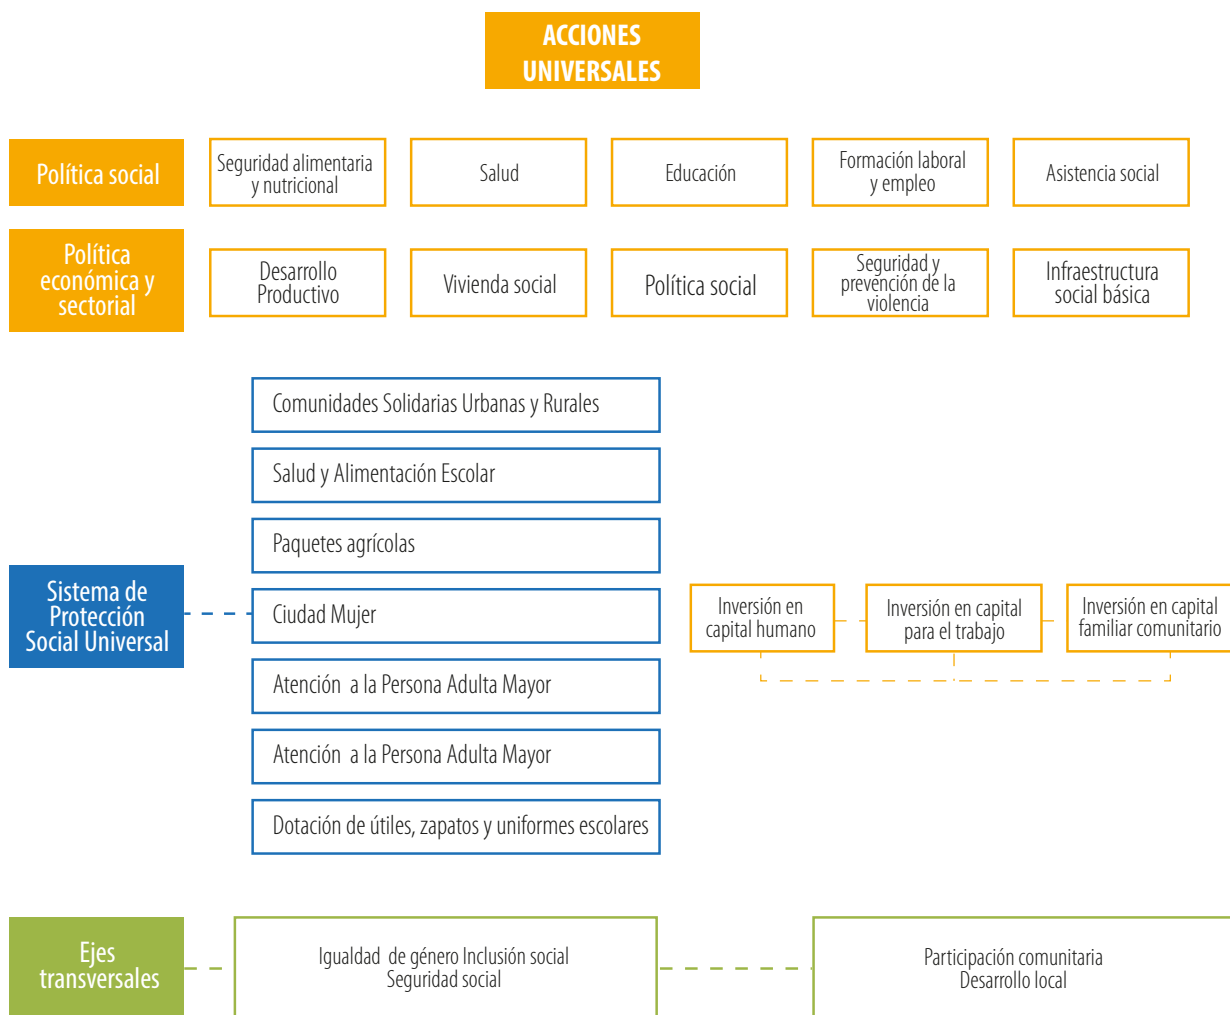 ACCIONES
UNIVERSALES
Política social
Seguridad alimentaria
y nutricional
Salud
Educación
Formación laboral
y empleo
Asistencia social
Política
económica y
sectorial
Desarrollo
Productivo
Vivienda social
Política social
Seguridad y
prevención de la
violencia
Infraestructura
social básica
Sistema de
Protección
Social Universal
Comunidades Solidarias Urbanas y Rurales
Salud y Alimentación Escolar
Paquetes agrícolas
Ciudad Mujer
Atención a la Persona Adulta Mayor
Atención a la Persona Adulta Mayor
Dotación de útiles, zapatos y uniformes escolares
Inversión en
capital humano
Inversión en capital
para el trabajo
Inversión en capital
familiar comunitario
Ejes
transversales
Igualdad de género Inclusión social
Seguridad social
Participación comunitaria
Desarrollo local